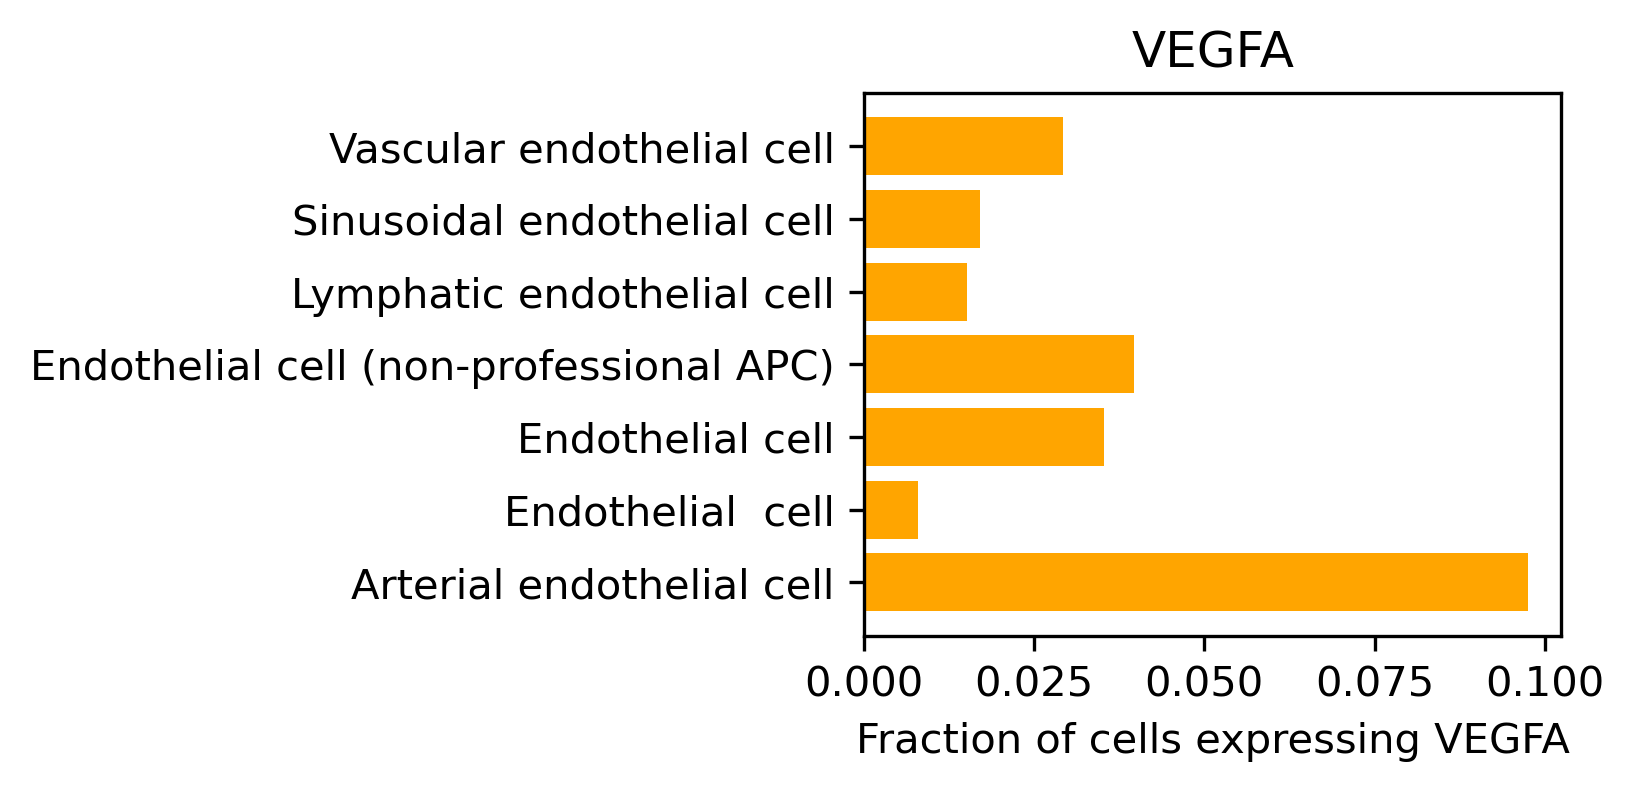 VEGFA
Vascular endothelial cell
Sinusoidal endothelial cell
Lymphatic endothelial cell
Endothelial cell (non-professional APC)
Endothelial cell
Endothelial  cell
Arterial endothelial cell
0.000 0.025 0.050 0.075 0.100
Fraction of cells expressing VEGFA